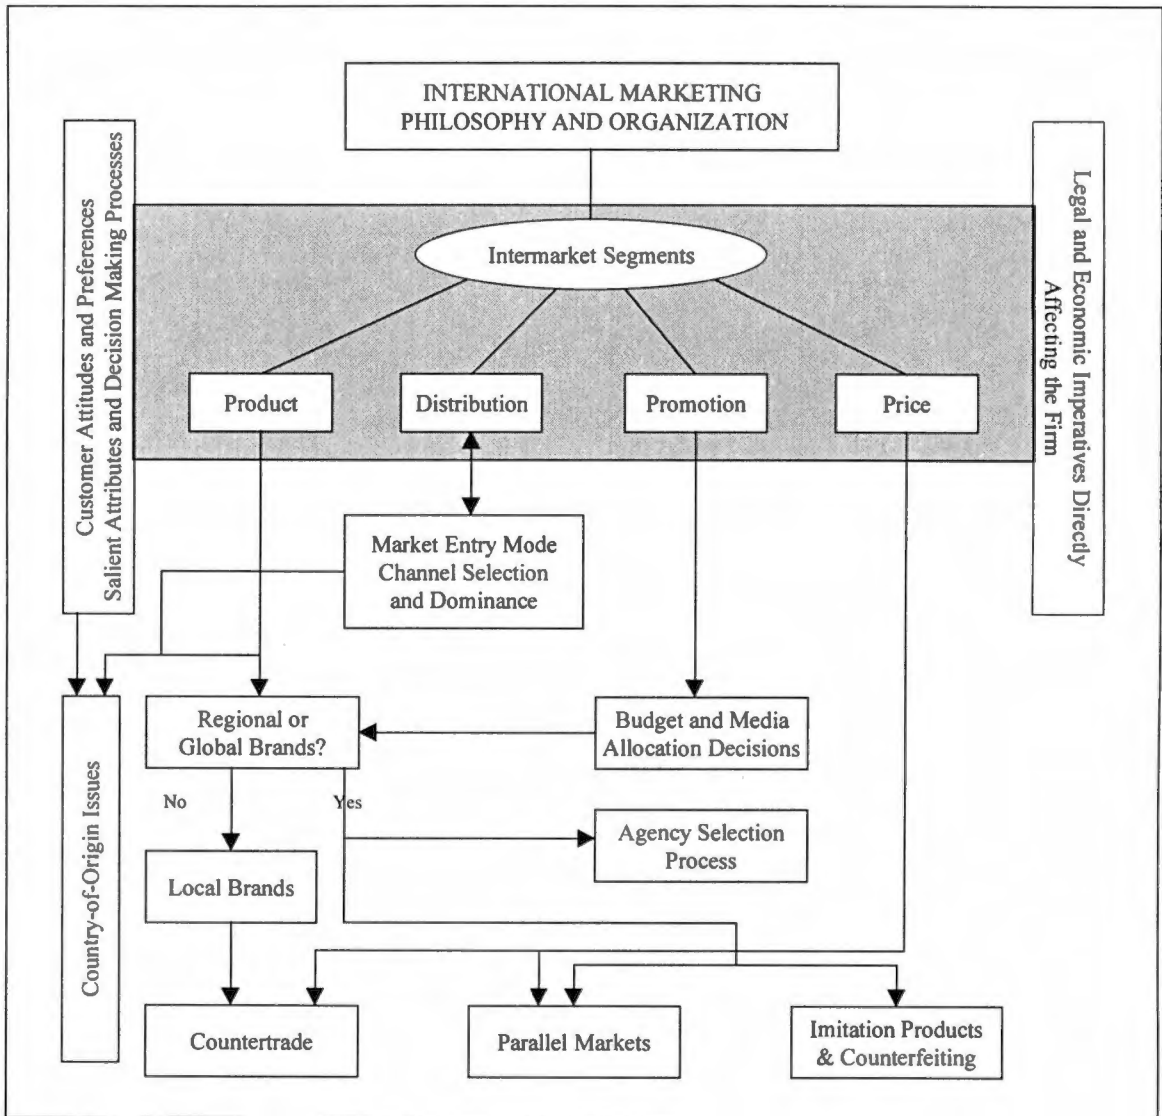 INTERNATIONAL MARKETING
PHILOSOPHY AND ORGANIZATION
Customer Attitudes and Preferences
Salient Attributes and Decision Making Processes
Legal and Economic Imperatives Directly
Affecting the Firm
Intermarket Segments
Product
Distribution
Promotion
Price
Market Entry Mode
Channel Selection
and Dominance
Country-of-Origin Issues
Regional or
Global Brands?
Budget and Media
Allocation Decisions
No
Yes
Agency Selection
Process
Local Brands
Countertrade
Parallel Markets
Imitation Products
& Counterfeiting